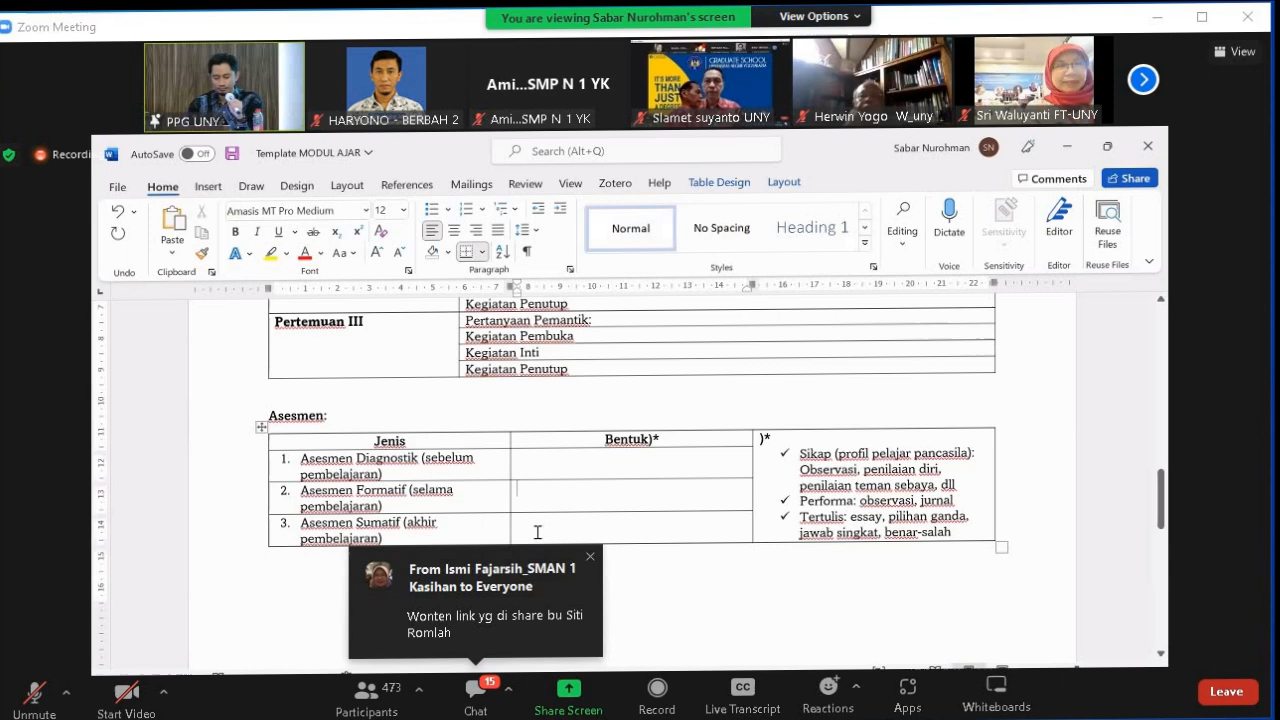 Zoom Meeting
You are viewing Sabar Nurohman's screen
View Options
View
PPG UNY
HARYONO - BERBAH 2
Ami...SMP N 1 YK
Ami...SMP N 1 YK
IT'S MORE
THAN
JUST
GRADUATE SCHOOL
Slamet suyanto UNY
Herwin Yogo W_uny
Sri Waluyanti FT-UNY
Recordi
AutoSave Off
Template MODUL AJAR
Search (Alt+Q)
Sabar Nurohman SN
File Home Insert Draw Design Layout References Mailings Review View Zotero Help Table Design Layout
Comments
Share
Paste
Amasis MT Pro Medium 12
Normal
No Spacing
Heading 1
Editing
Dictate
Sensitivity
Editor
Reuse
Files
Undo
Clipboard
Font
Paragraph
Styles
Voice
Sensitivity
Editor
Reuse Files
Kegiatan Penutup
Pertemuan III
Pertanyaan Pemantik:
Kegiatan Pembuka
Kegiatan Inti
Kegiatan Penutup
Asesmen:
Jenis
Bentuk)*
1. Asesmen Diagnostik (sebelum
pembelajaran)
2. Asesmen Formatif (selama
pembelajaran)
3. Asesmen Sumatif (akhir
pembelajaran)
)*
✓ Sikap (profil pelajar pancasila):
Observasi, penilaian diri,
penilaian teman sebaya, dll
✓ Performa: observasi, jurnal
✓ Tertulis: essay, pilihan ganda,
jawab singkat, benar-salah
From Ismi Fajarsih_SMAN 1
Kasihan to Everyone
Wonten link yg di share bu Siti
Romlah
Unmute
Start Video
473
Participants
15
Chat
Share Screen
Record
CC
Live Transcript
Reactions
Apps
Whiteboards
Leave